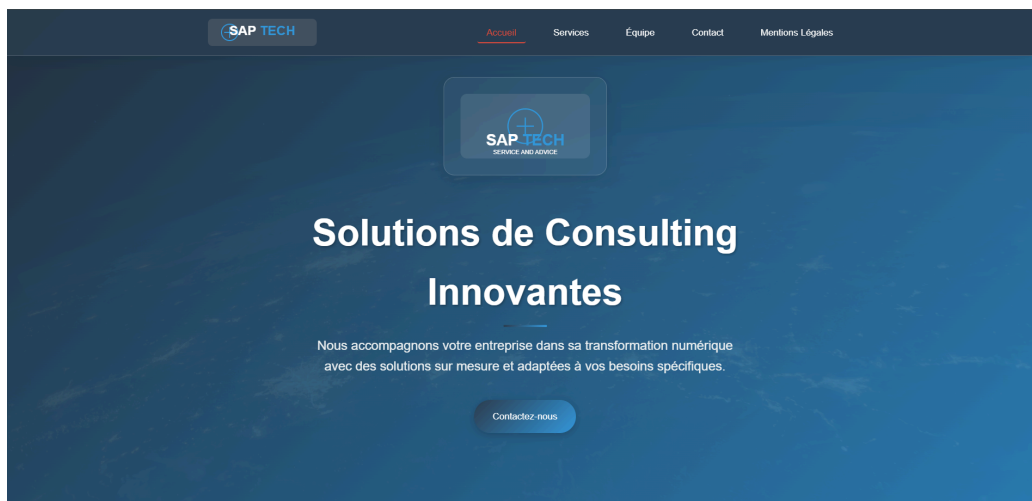 SAP TECH
Accueil
Services
Équipe
Contact
Mentions Légales
SAP TECH
SERVICE AND ADVICE
Solutions de Consulting
Innovantes
Nous accompagnons votre entreprise dans sa transformation numérique
avec des solutions sur mesure et adaptées à vos besoins spécifiques.
Contactez-nous